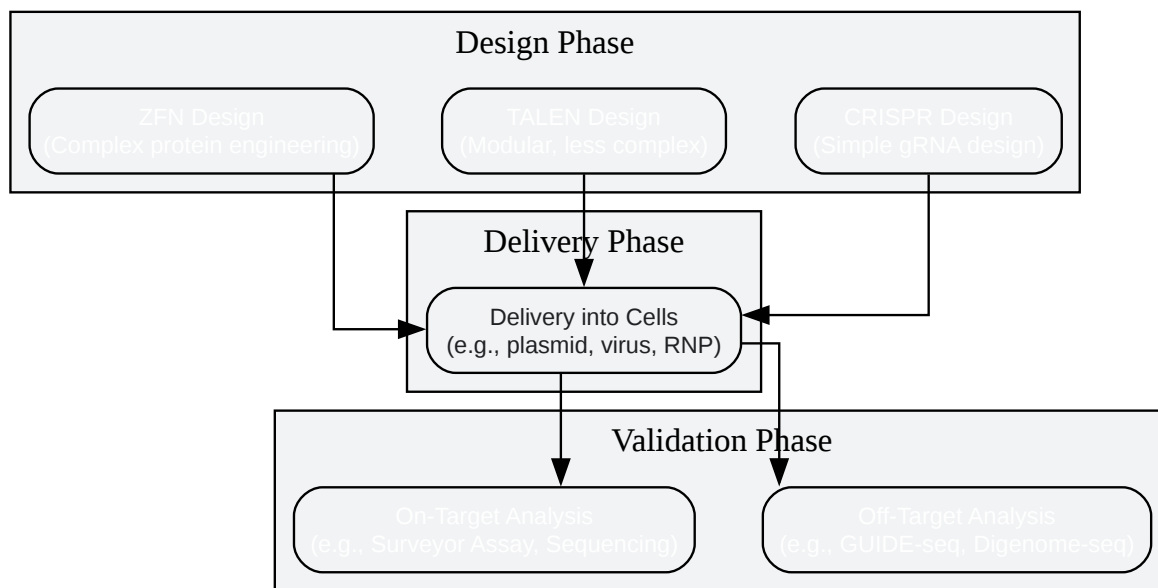 Design Phase
ZFN Design
(Complex protein engineering)
TALEN Design
(Modular, less complex)
CRISPR Design
(Simple gRNA design)
Delivery Phase
Delivery into Cells
(e.g., plasmid, virus, RNP)
Validation Phase
On-Target Analysis
(e.g., Surveyor Assay, Sequencing)
Off-Target Analysis
(e.g., GUIDE-seq, Digenome-seq)